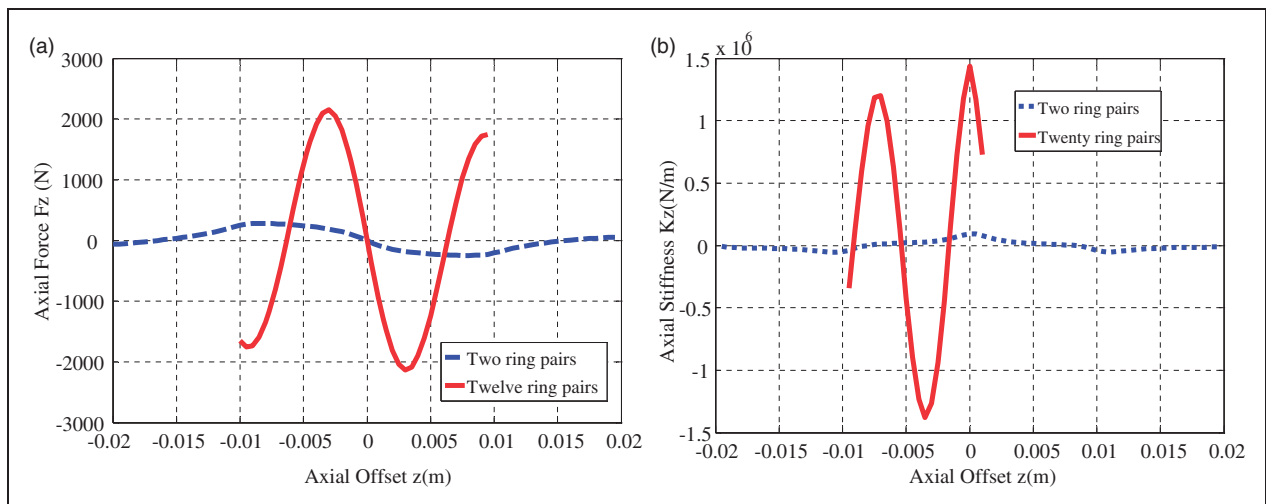 (a)
3000
2000
1000
0
-1000
-2000
-3000
Axial Force Fz (N)
-0.02 -0.015 -0.01 -0.005 0 0.005 0.01 0.015 0.02
Axial Offset z(m)
Two ring pairs
Twelve ring pairs
(b)
x 10^6
1.5
1
0.5
0
-0.5
-1
-1.5
Axial Stiffness Kz(N/m)
-0.02 -0.015 -0.01 -0.005 0 0.005 0.01 0.015 0.02
Axial Offset z(m)
Two ring pairs
Twenty ring pairs